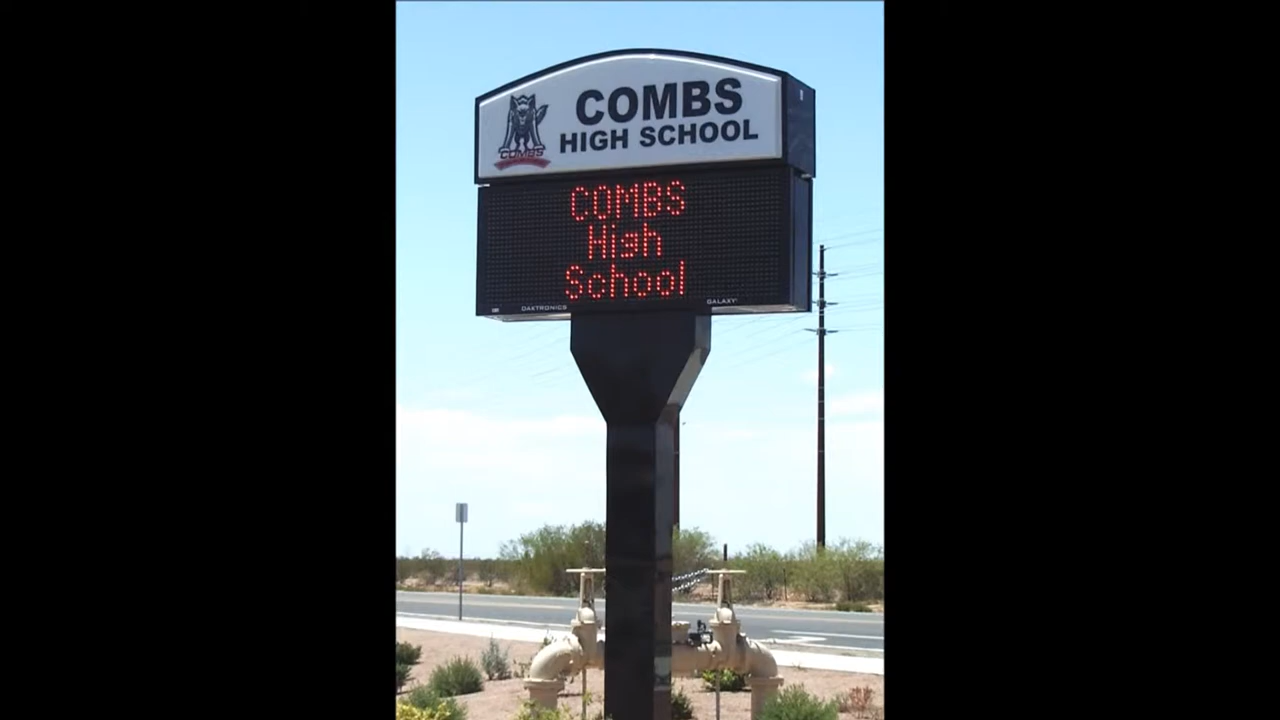 COMBS
HIGH SCHOOL
COMBS
COMBS
High
School
DAKTRONICS
GALAXY